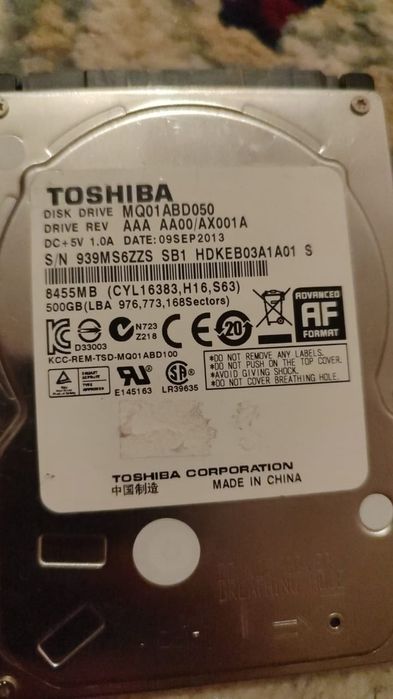 TOSHIBA
DISK DRIVE MQ01ABD050
DRIVE REV AAA AA00/AX001A
DC+5V 1.0A DATE: 09SEP2013
S/N 939MS6ZZS SB1 HDKEB03A1A01 S
8455MB (CYL16383,H16,S63)
500GB(LBA 976,773,168Sectors)
ADVANCED
AF
FORMAT
D33003
N723
Z218
20
KCC-REM-TSD-MQ01ABD100
*DO NOT REMOVE ANY LABELS.
*DO NOT PUSH ON THE TOP COVER.
*AVOID GIVING SHOCK.
*DO NOT COVER BREATHING HOLE.
E145163
LR39635
TOSHIBA CORPORATION
中国制造 MADE IN CHINA
BREATHING HOLE